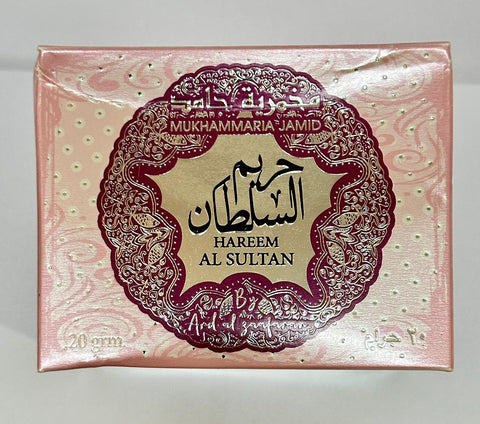 مخمرية جامد
MUKHAMMARIA JAMID
حريم
السلطان
HAREEM
AL SULTAN
By
Ard al zaafaran
20 grm
٢٠ جرام